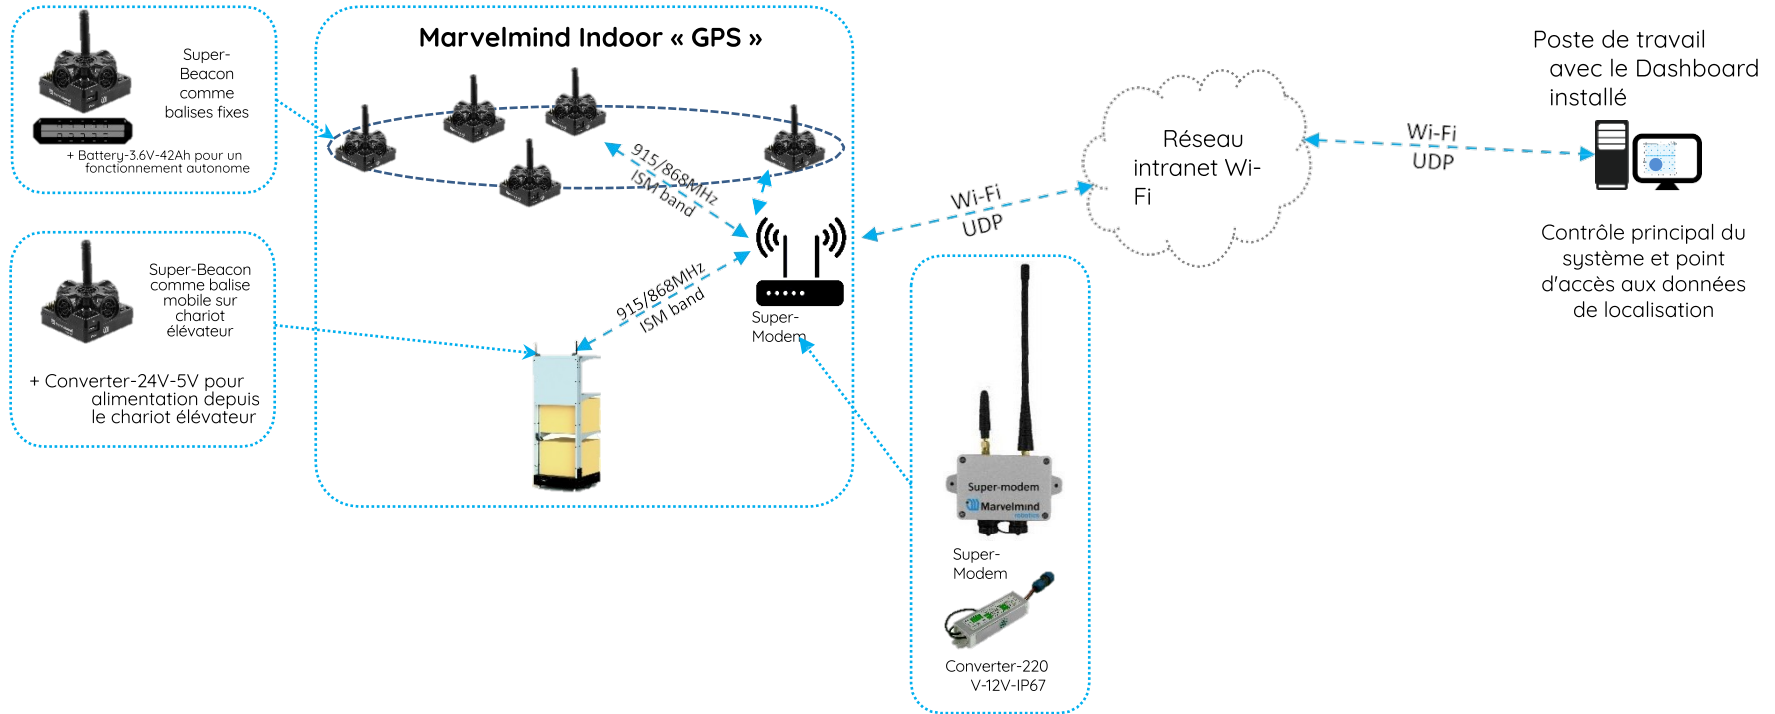 Marvelmind Indoor « GPS »
Super-
Beacon
comme
balises fixes
+ Battery-3.6V-42Ah pour un
fonctionnement autonome
Super-Beacon
comme balise
mobile sur
chariot
élévateur
+ Converter-24V-5V pour
alimentation depuis
le chariot élévateur
915/868MHz
ISM band
915/868MHz
ISM band
Super-
Modem
Wi-Fi
UDP
Réseau
intranet Wi-
Fi
Wi-Fi
UDP
Poste de travail
avec le Dashboard
installé
Contrôle principal du
système et point
d'accès aux données
de localisation
Super-modem
Marvelmind
robotics
Super-
Modem
Converter-220
V-12V-IP67